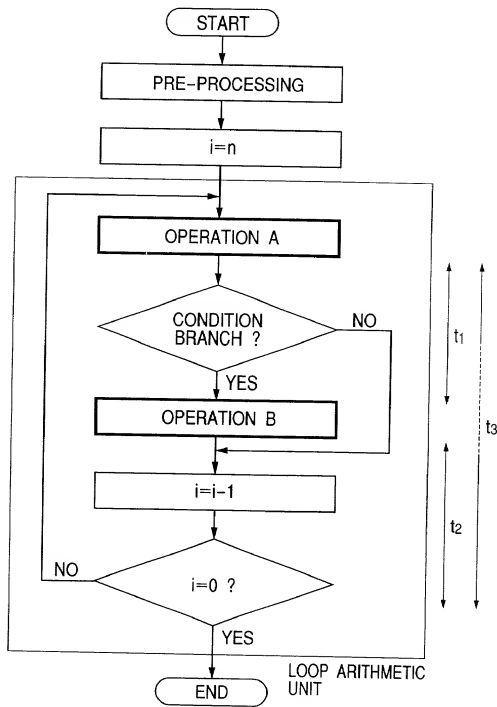 START
PRE-PROCESSING
i=n
OPERATION A
CONDITION
BRANCH ?
NO
YES
t1
OPERATION B
t3
i=i-1
t2
NO
i=0 ?
YES
LOOP ARITHMETIC
UNIT
END